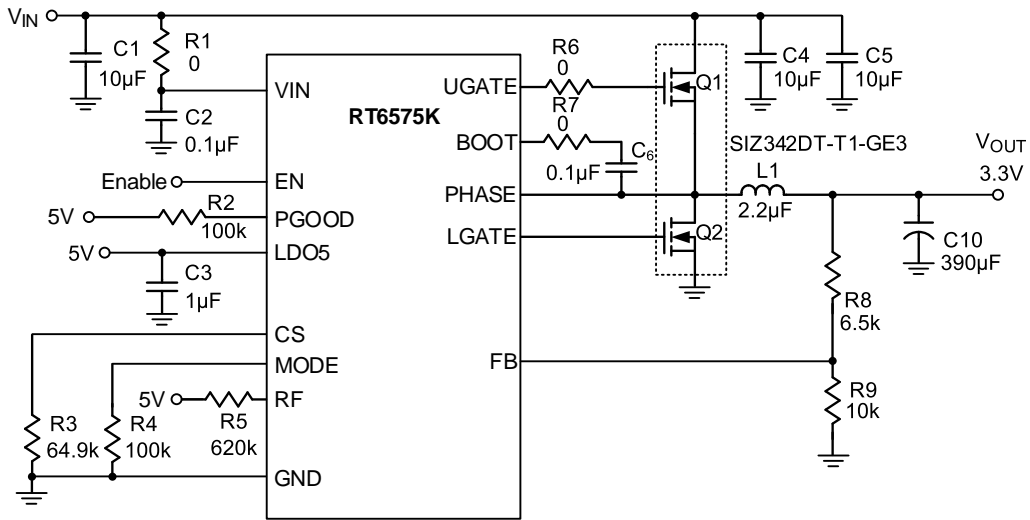 VIN
C1
10µF
R1
0
C2
0.1µF
VIN
RT6575K
UGATE
R6
0
Q1
C4
10µF
C5
10µF
BOOT
R7
0
C6
0.1µF
SIZ342DT-T1-GE3
VOUT
3.3V
Enable
EN
PHASE
L1
2.2µF
5V
R2
100k
PGOOD
LGATE
Q2
C10
390µF
5V
LDO5
C3
1µF
R8
6.5k
CS
MODE
FB
5V
RF
R5
620k
R3
64.9k
R4
100k
R9
10k
GND